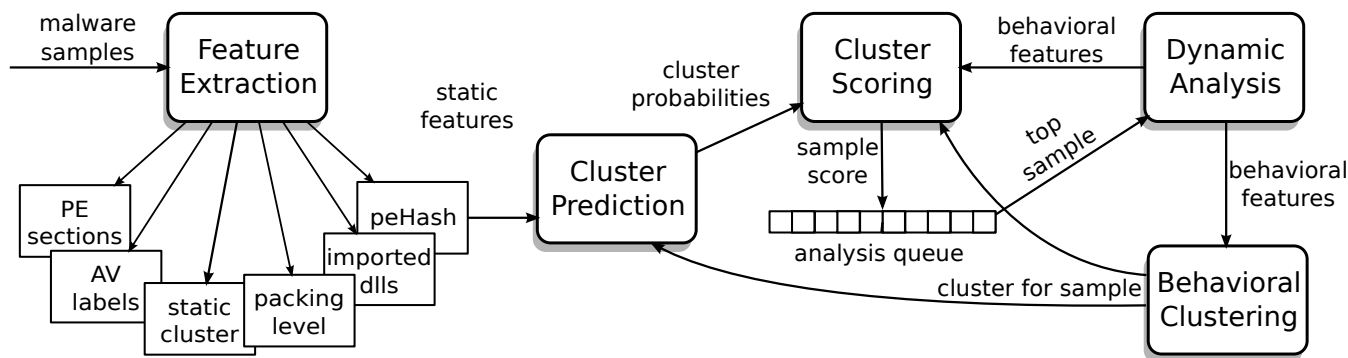 malware
samples
Feature
Extraction
static
features
PE
sections
AV
labels
static
cluster
packing
level
imported
dlls
peHash
Cluster
Prediction
cluster
probabilities
Cluster
Scoring
behavioral
features
Dynamic
Analysis
sample
score
top
sample
analysis queue
behavioral
features
cluster for sample
Behavioral
Clustering